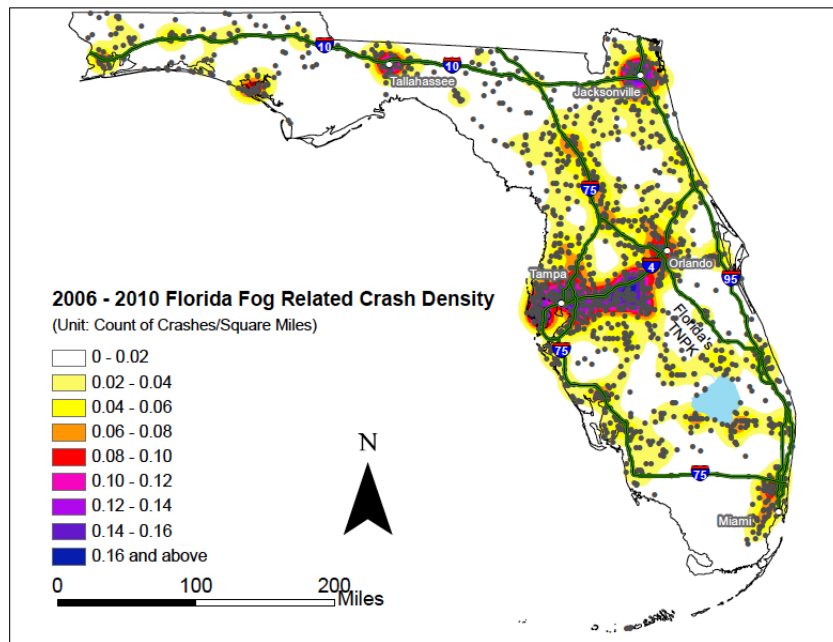 10
10
Tallahassee
Jacksonville
75
Orlando
4
Tampa
95
Florida's
TNPK
2006 - 2010 Florida Fog Related Crash Density
(Unit: Count of Crashes/Square Miles)
75
0 - 0.02
0.02 - 0.04
0.04 - 0.06
0.06 - 0.08
0.08 - 0.10
0.10 - 0.12
0.12 - 0.14
0.14 - 0.16
0.16 and above
N
75
Miami
0 100 200
Miles